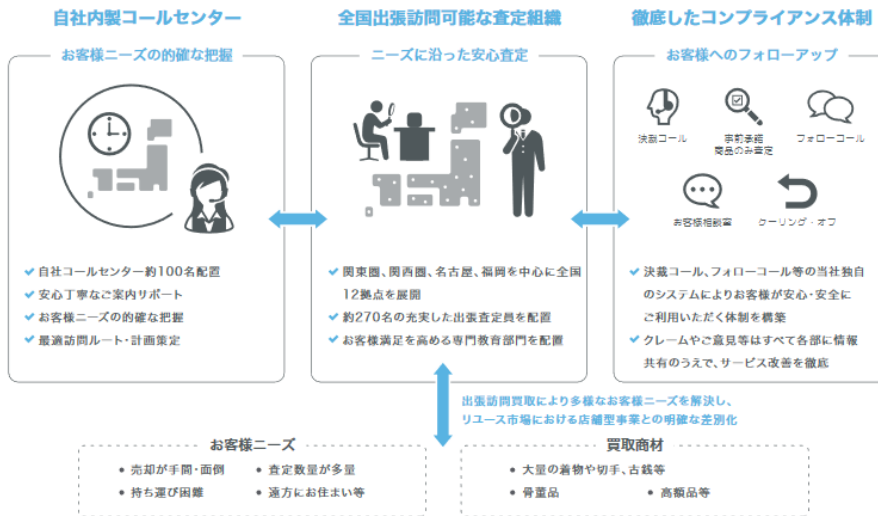 自社内製コールセンター
お客様ニーズの的確な把握
自社コールセンター約100名配置
安心丁寧なご案内サポート
お客様ニーズの的確な把握
最適訪問ルート・計画策定
全国出張訪問可能な査定組織
ニーズに沿った安心査定
関東圏、関西圏、名古屋、福岡を中心に全国
12拠点を展開
約270名の充実した出張査定員を配置
お客様満足を高める専門教育部門を配置
徹底したコンプライアンス体制
お客様へのフォローアップ
決裁コール
事前承諾
商品のみ査定
フォローコール
お客様相談室
クーリング・オフ
決裁コール、フォローコール等の当社独自
のシステムによりお客様が安心・安全に
ご利用いただく体制を構築
クレームやご意見等はすべて各部に情報
共有のうえで、サービス改善を徹底
出張訪問買取により多様なお客様ニーズを解決し、
リユース市場における店舗型事業との明確な差別化
お客様ニーズ
• 売却が手間・面倒 • 査定数量が多量
• 持ち運び困難 • 遠方にお住まい等
買取商材
• 大量の着物や切手、古銭等
• 骨董品 • 高額品等